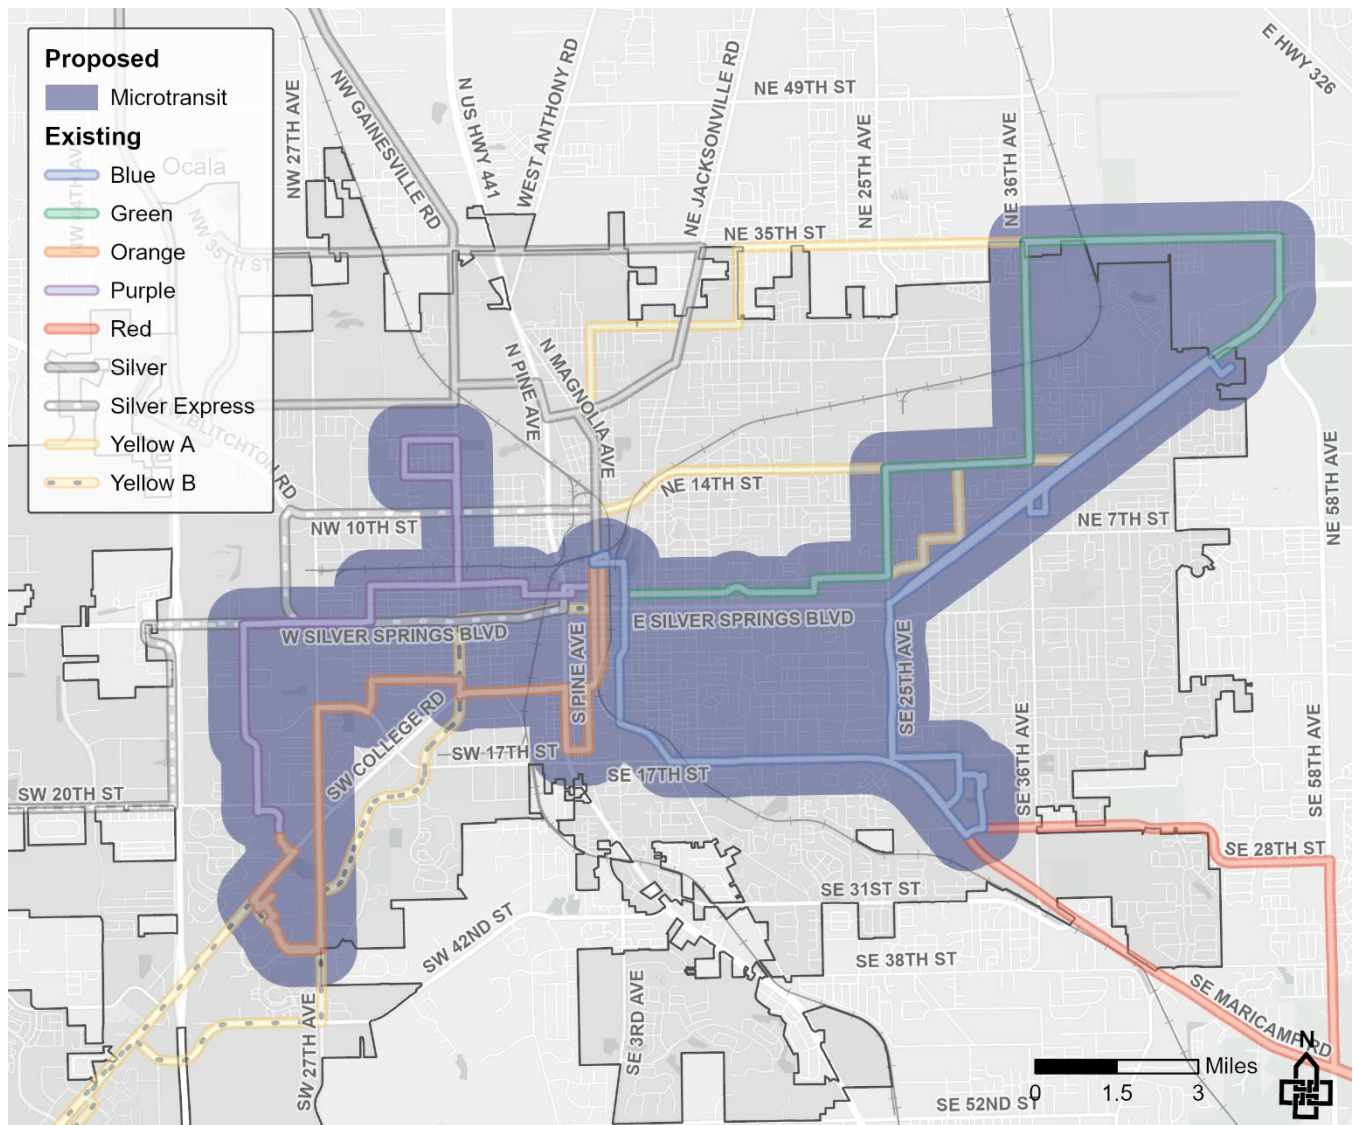 Proposed
Microtransit
Existing
Blue
Green
Orange
Purple
Red
Silver
Silver Express
Yellow A
Yellow B
Ocala
NW 35TH ST
BLITCHTON RD
NW 27TH AVE
NW GAINESVILLE RD
N US HWY 441
WEST ANTHONY RD
NE JACKSONVILLE RD
NE 49TH ST
NE 25TH AVE
NE 36TH AVE
E HWY 326
NE 35TH ST
N PINE AVE
N MAGNOLIA AVE
NE 14TH ST
NW 10TH ST
NE 7TH ST
NE 58TH AVE
W SILVER SPRINGS BLVD
E SILVER SPRINGS BLVD
S PINE AVE
SE 25TH AVE
SW COLLEGE RD
SW 17TH ST
SE 17TH ST
SE 36TH AVE
SE 58TH AVE
SW 20TH ST
SE 28TH ST
SE 31ST ST
SW 42ND ST
SE 38TH ST
SE 3RD AVE
SW 27TH AVE
SE MARICAMP RD
SE 52ND ST
N
Miles
0 1.5 3